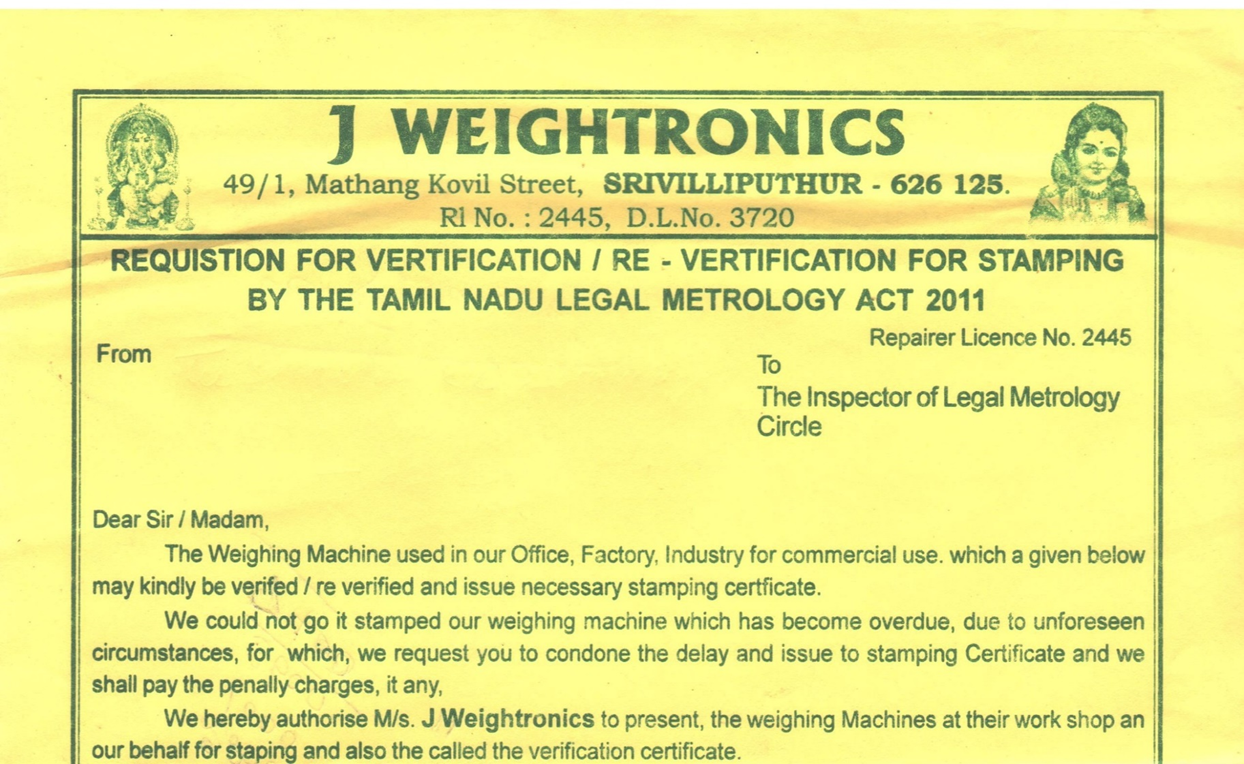 J WEIGHTRONICS
49/1, Mathang Kovil Street, SRIVILLIPUTHUR - 626 125.
Rl No. : 2445, D.L.No. 3720
REQUISTION FOR VERTIFICATION / RE - VERTIFICATION FOR STAMPING
BY THE TAMIL NADU LEGAL METROLOGY ACT 2011
Repairer Licence No. 2445
From
To
The Inspector of Legal Metrology
Circle
Dear Sir / Madam,
The Weighing Machine used in our Office, Factory, Industry for commercial use. which a given below
may kindly be verifed / re verified and issue necessary stamping certficate.
We could not go it stamped our weighing machine which has become overdue, due to unforeseen
circumstances, for which, we request you to condone the delay and issue to stamping Certificate and we
shall pay the penally charges, it any,
We hereby authorise M/s. J Weightronics to present, the weighing Machines at their work shop an
our behalf for staping and also the called the verification certificate.